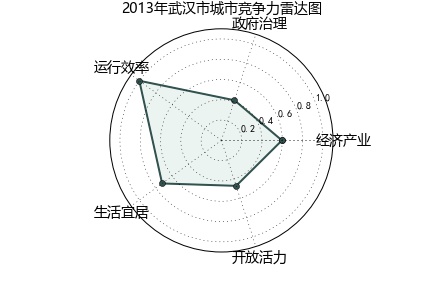 2013年武汉市城市竞争力雷达图
政府治理
运行效率
1.0
0.8
0.6
0.4
0.2
经济产业
生活宜居
开放活力